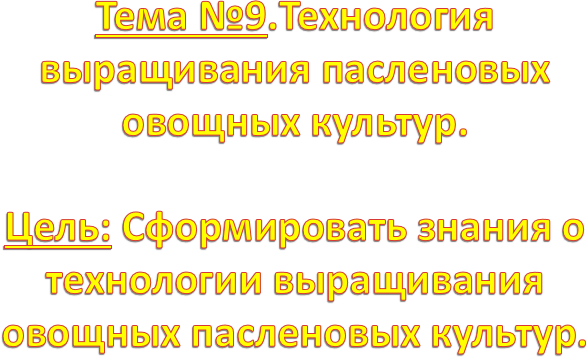 Тема №9.Технология
выращивания пасленовых
овощных культур.
Цель: Сформировать знания о
технологии выращивания
овощных пасленовых культур.